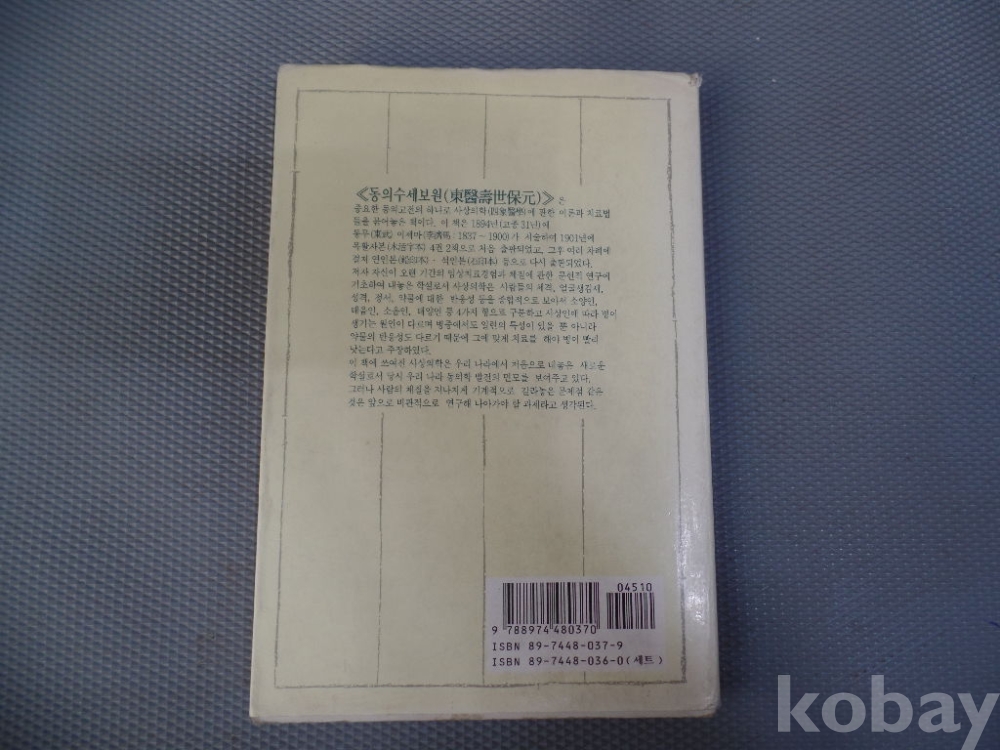 《동의수세보원(東醫壽世保元)》은
중요한 동의고전의 하나로 사상의학(四象醫學)에 관한 이론과 치료법
들을 묶어놓은 책이다. 이 책은 1894년(고종 31년)에
동무(東武) 이제마(李濟馬: 1837~1900)가 저술하여 1901년에
목활자본(木活字本) 4권 2책으로 처음 출판되었고, 그후 여러 차례에
걸쳐 연인본(鉛印本)·석인본(石印本) 등으로 다시 출판되었다.
저자 자신이 오랜 기간의 임상치료경험과 체질에 관한 문헌적 연구에
기초하여 내놓은 학설로서 사상의학은 사람들의 체격, 얼굴생김새,
성격, 정서, 약물에 대한 반응성 등을 종합적으로 보아서 소양인,
태음인, 소음인, 태양인 등 4가지 형으로 구분하고 사상인에 따라 병이
생기는 원인이 다르며 병증에서도 일련의 특성이 있을 뿐 아니라
약물의 반응성도 다르기 때문에 그에 맞게 치료를 해야 병이 빨리
낫는다고 주장하였다.
이 책에 쓰여진 사상의학은 우리 나라에서 처음으로 내놓은 새로운
학설로서 당시 우리 나라 동의학 발전의 면모를 보여주고 있다.
그러나 사람의 체질을 지나치게 기계적으로 갈라놓은 문제점 같은
것은 앞으로 비판적으로 연구해 나아가야 할 과제라고 생각된다.
04510
9 788974 480370
ISBN 89-7448-037-9
ISBN 89-7448-036-0(세트)
kobay